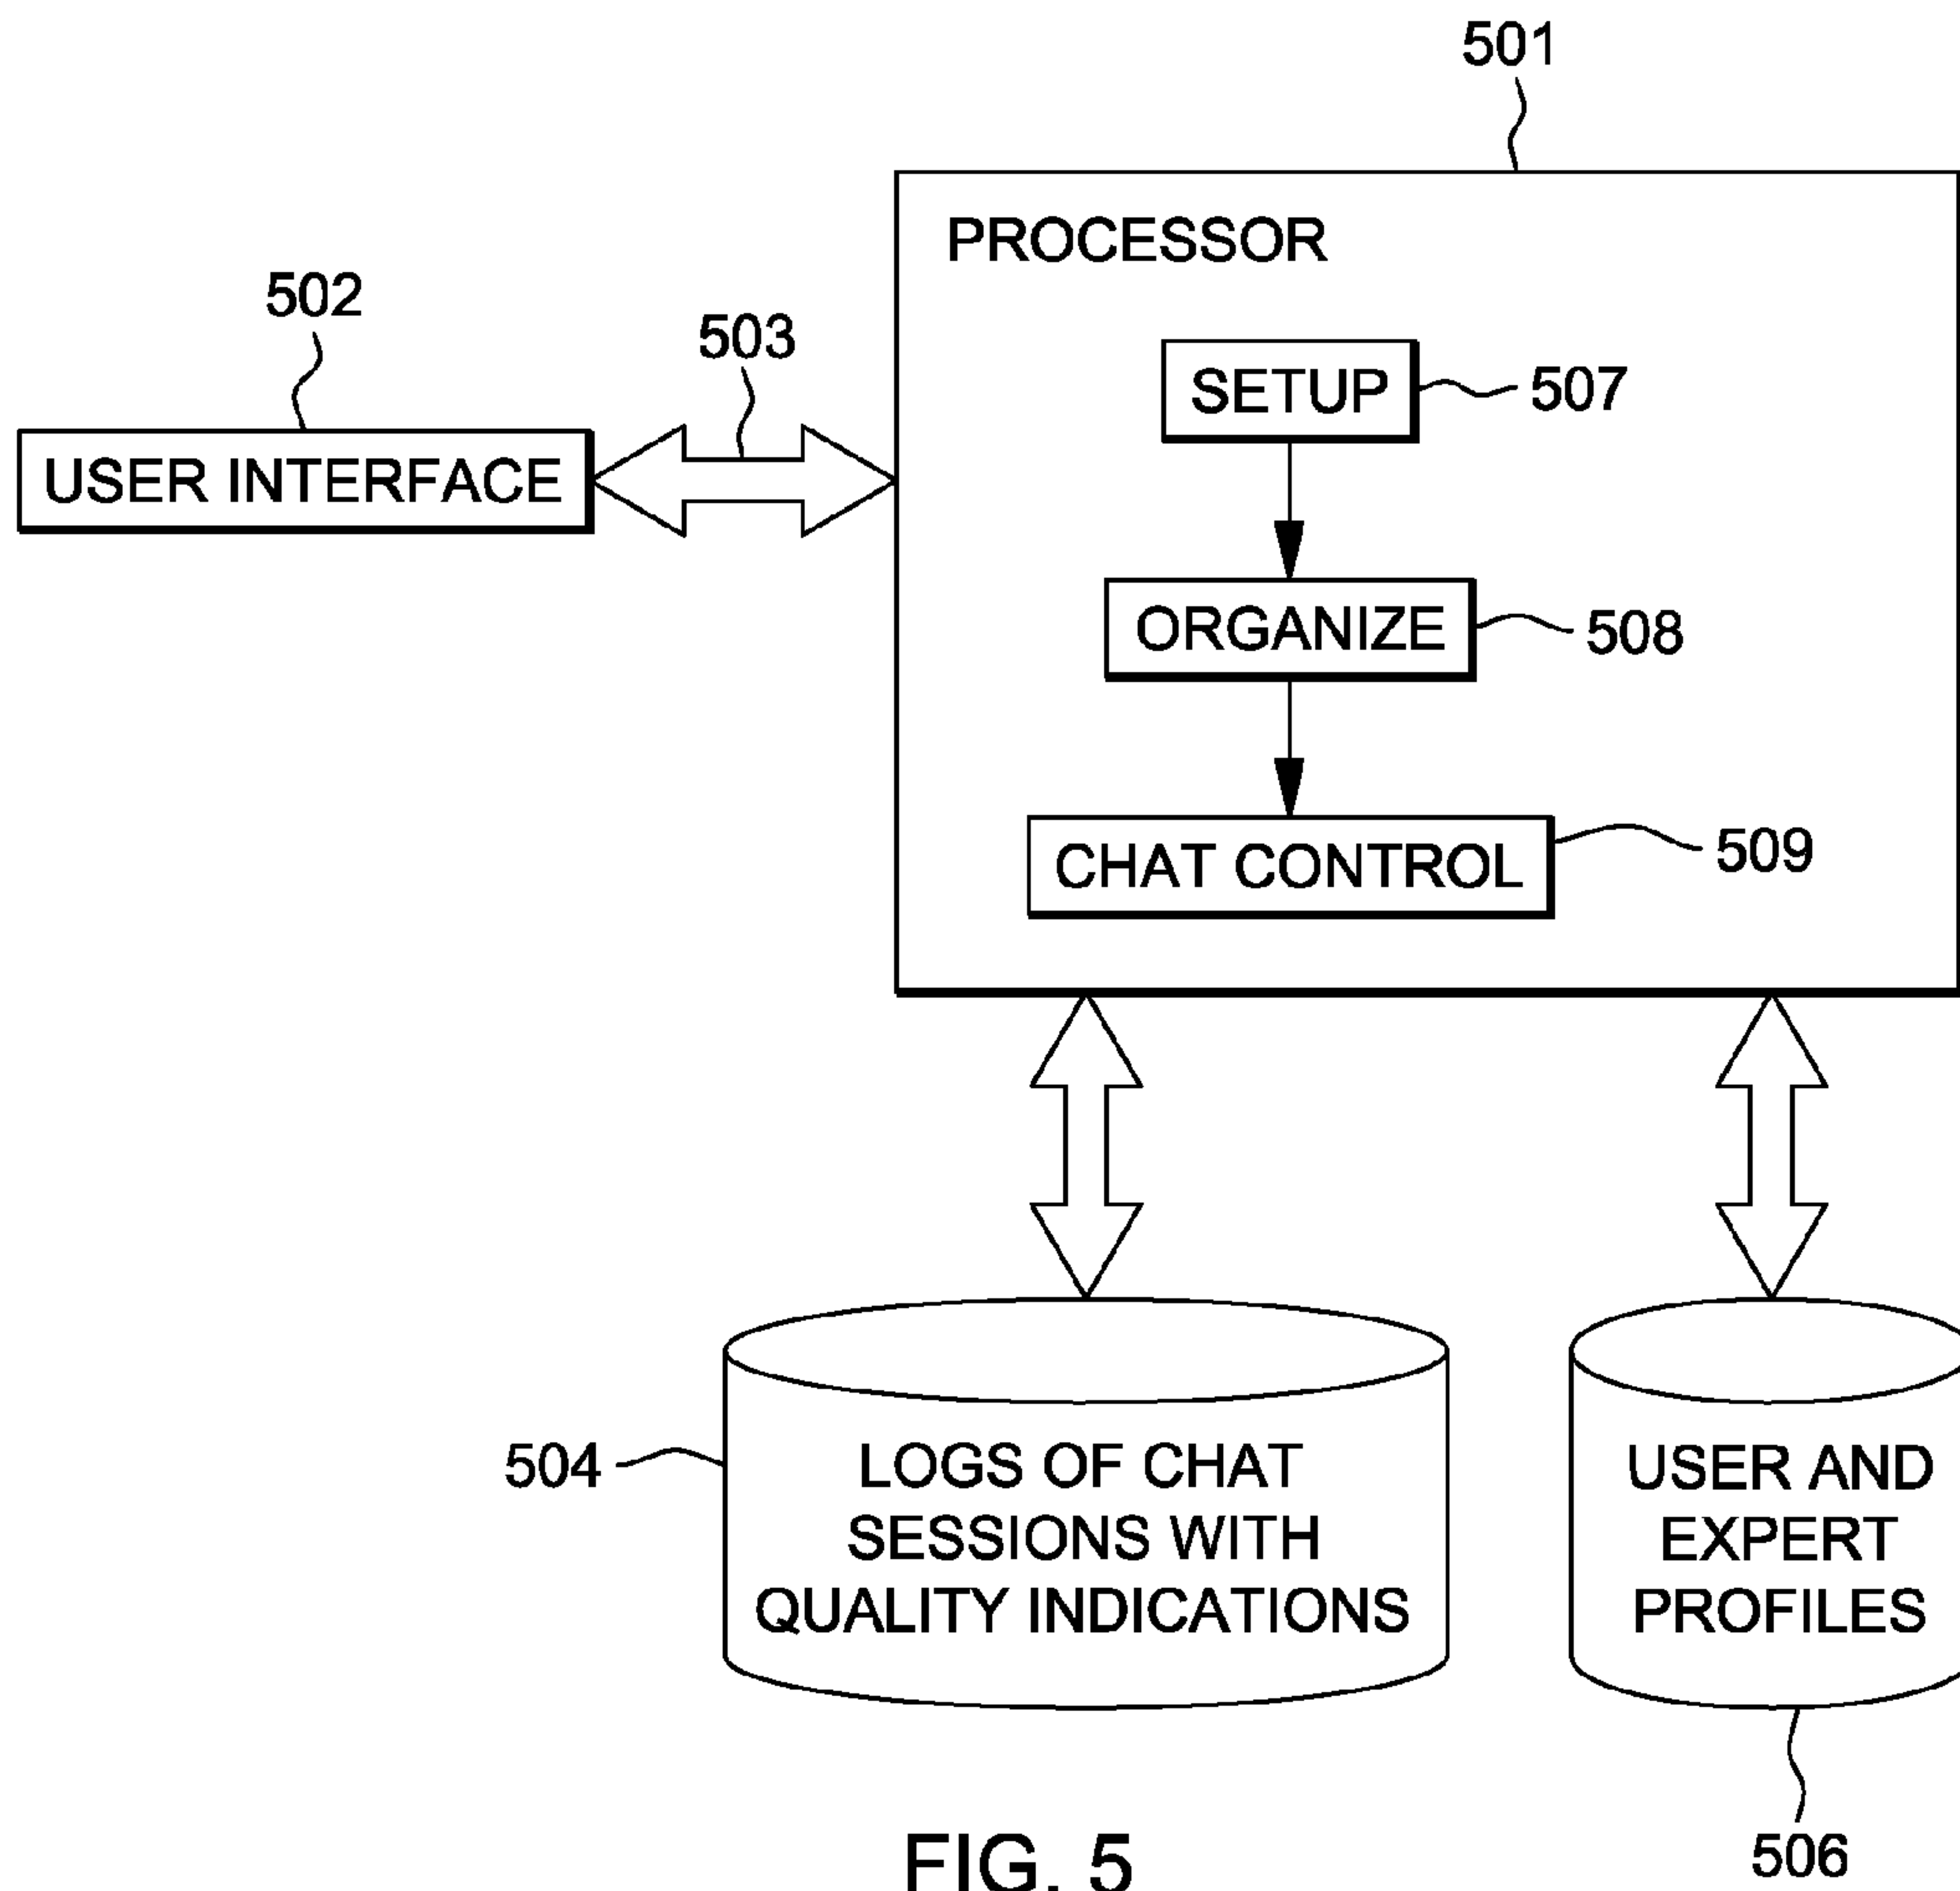 501
PROCESSOR
502
503
SETUP
507
USER INTERFACE
ORGANIZE
508
CHAT CONTROL
509
504
LOGS OF CHAT
SESSIONS WITH
QUALITY INDICATIONS
USER AND
EXPERT
PROFILES
506
FIG. 5